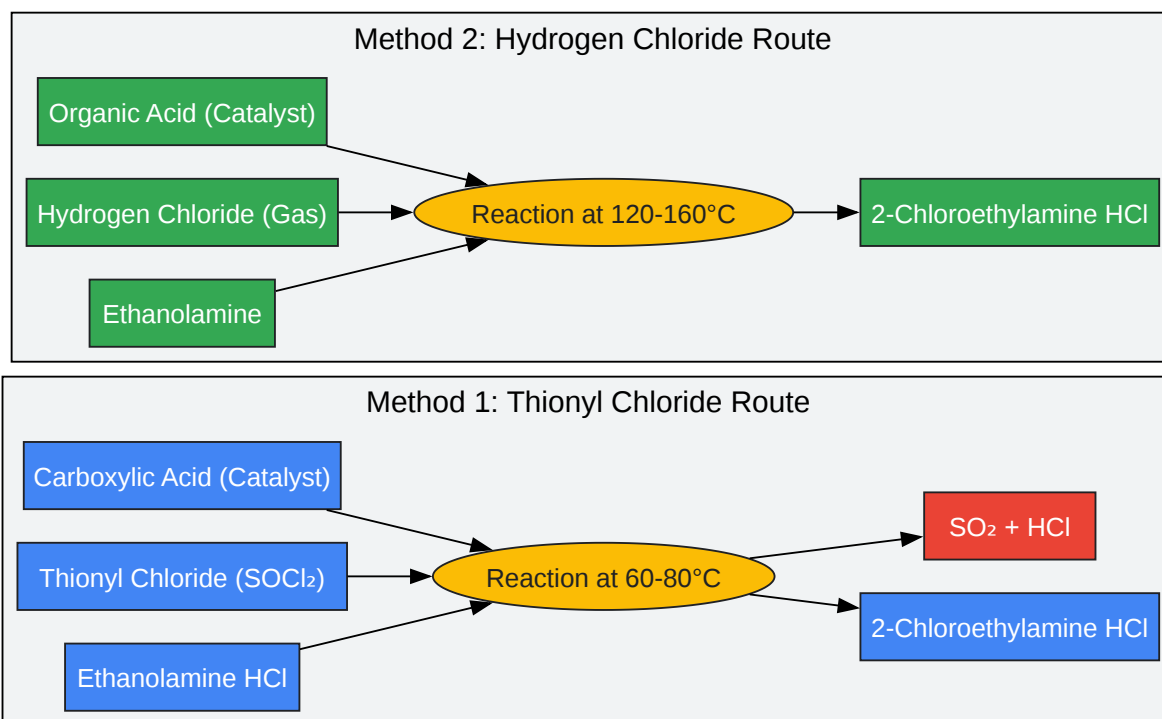 Method 2: Hydrogen Chloride Route
Organic Acid (Catalyst)
Hydrogen Chloride (Gas)
Ethanolamine
Reaction at 120-160°C
2-Chloroethylamine HCl
Method 1: Thionyl Chloride Route
Carboxylic Acid (Catalyst)
Thionyl Chloride (SOCl₂)
Ethanolamine HCl
Reaction at 60-80°C
SO₂ + HCl
2-Chloroethylamine HCl